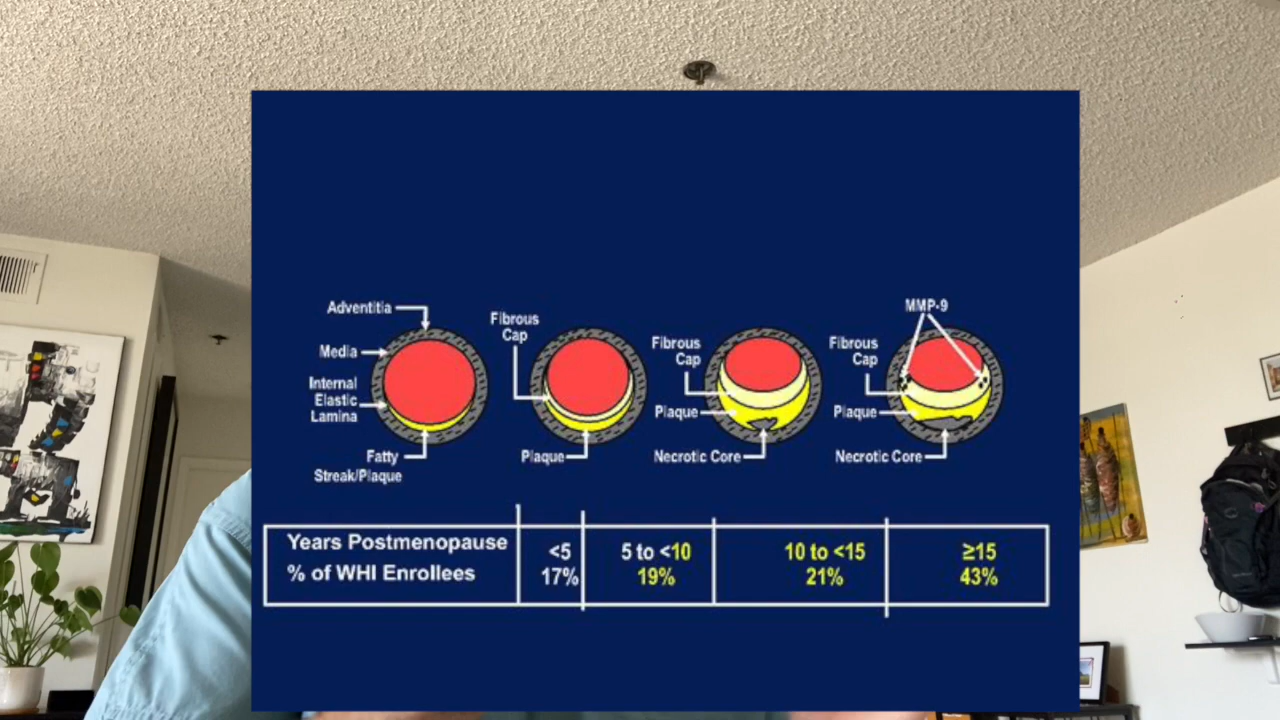 Adventitia
Media
Internal
Elastic
Lamina
Fatty
Streak/Plaque
Fibrous
Cap
Plaque
Fibrous
Cap
Plaque
Necrotic Core
MMP-9
Fibrous
Cap
Plaque
Necrotic Core
Years Postmenopause <5 5 to <10 10 to <15 ≥15
% of WHI Enrollees 17% 19% 21% 43%